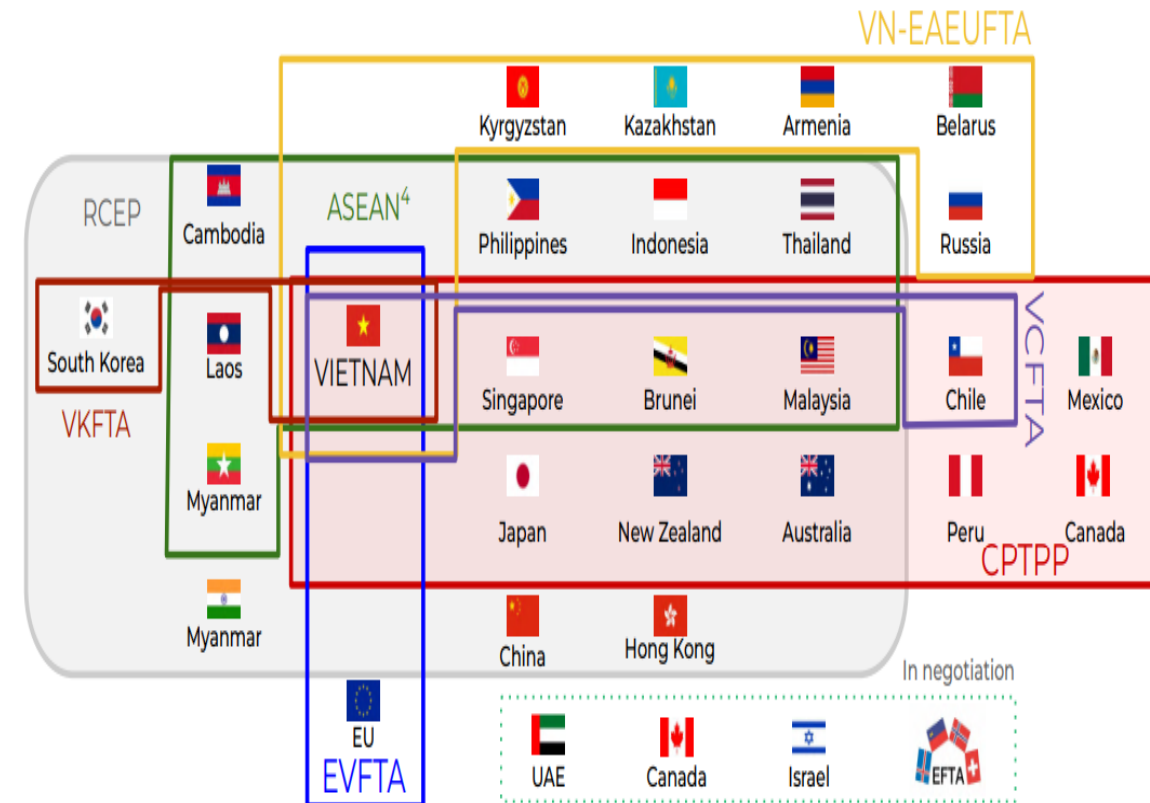 VN-EAEUFTA
Kyrgyzstan
Kazakhstan
Armenia
Belarus
RCEP
Cambodia
ASEAN⁴
Philippines
Indonesia
Thailand
Russia
South Korea
Laos
VIETNAM
Singapore
Brunei
Malaysia
Chile
Mexico
VCFTA
VKFTA
Myanmar
Japan
New Zealand
Australia
Peru
Canada
CPTPP
Myanmar
China
Hong Kong
In negotiation
EU
EVFTA
UAE
Canada
Israel
EFTA